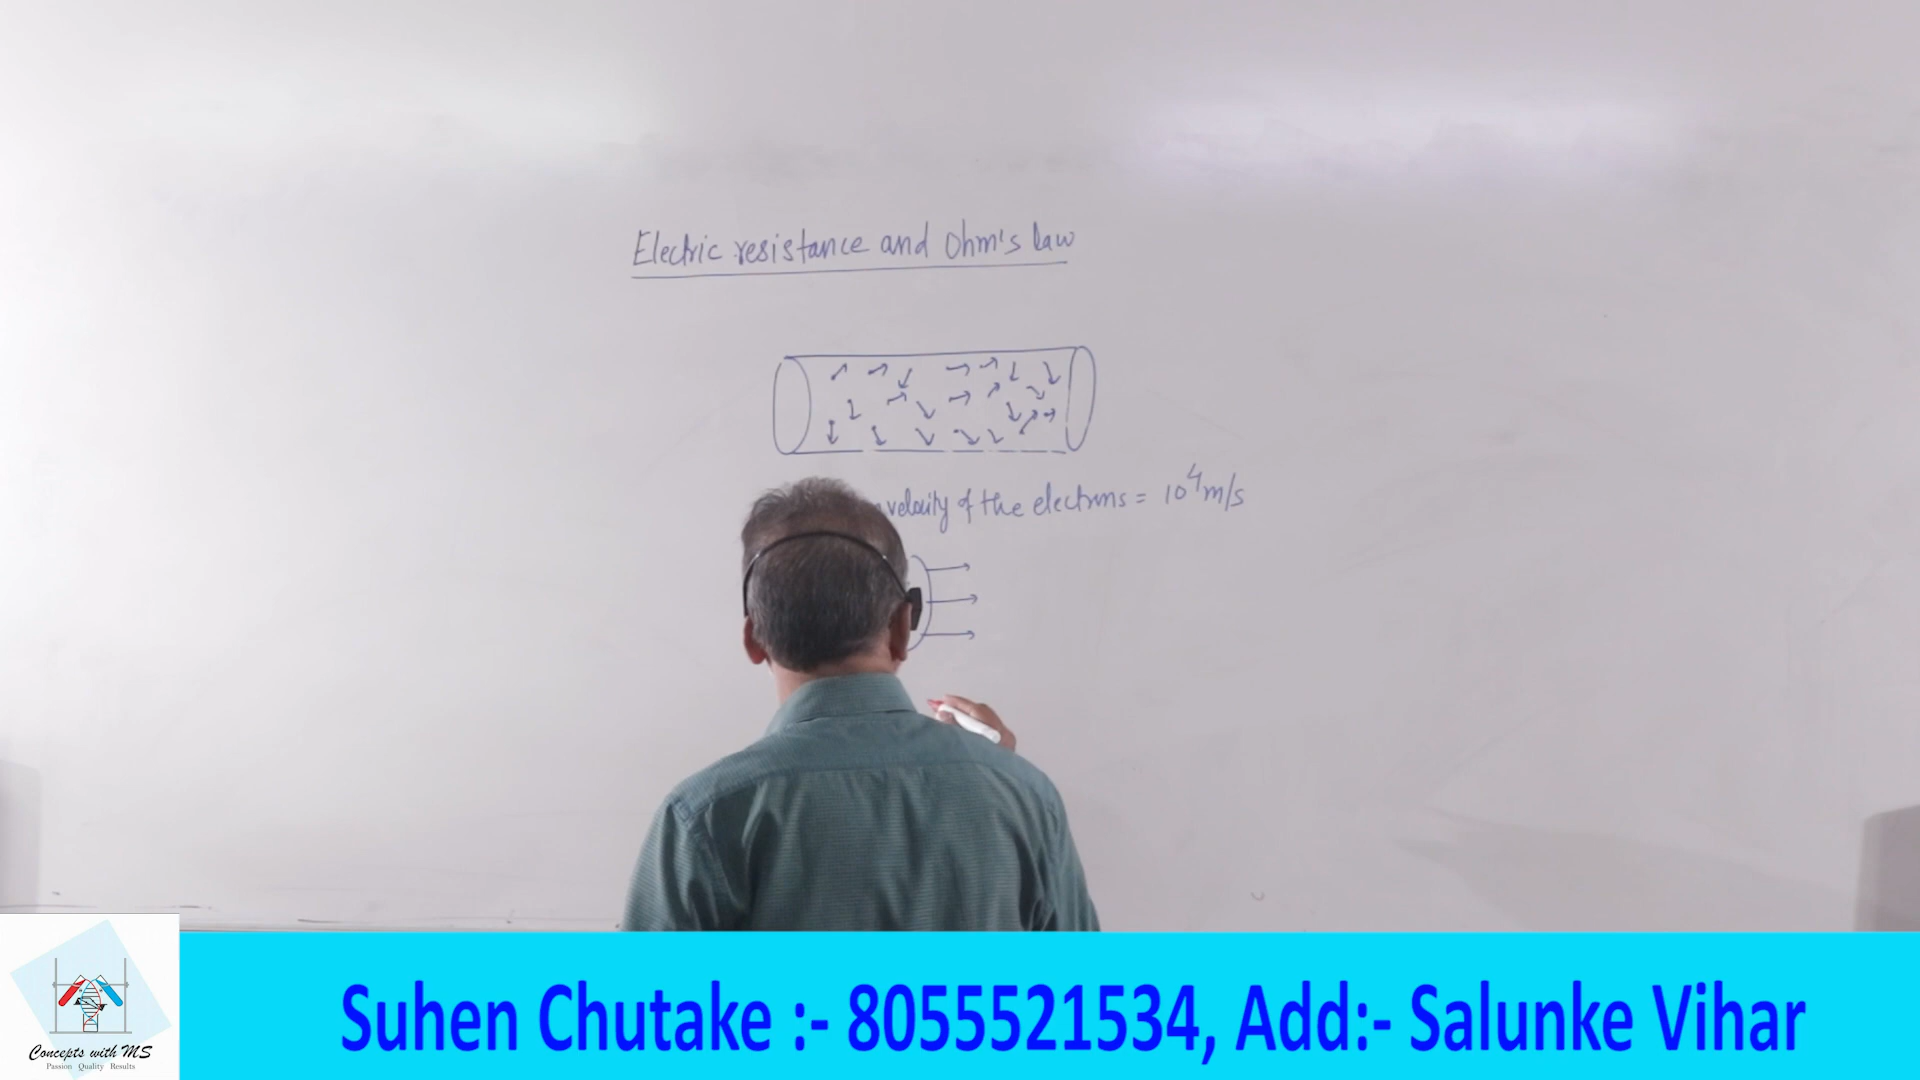 Electric resistance and Ohm's law
velocity of the electrons = 10⁴m/s
Suhen Chutake :- 8055521534, Add:- Salunke Vihar
Concepts with MS
Passion Quality Results